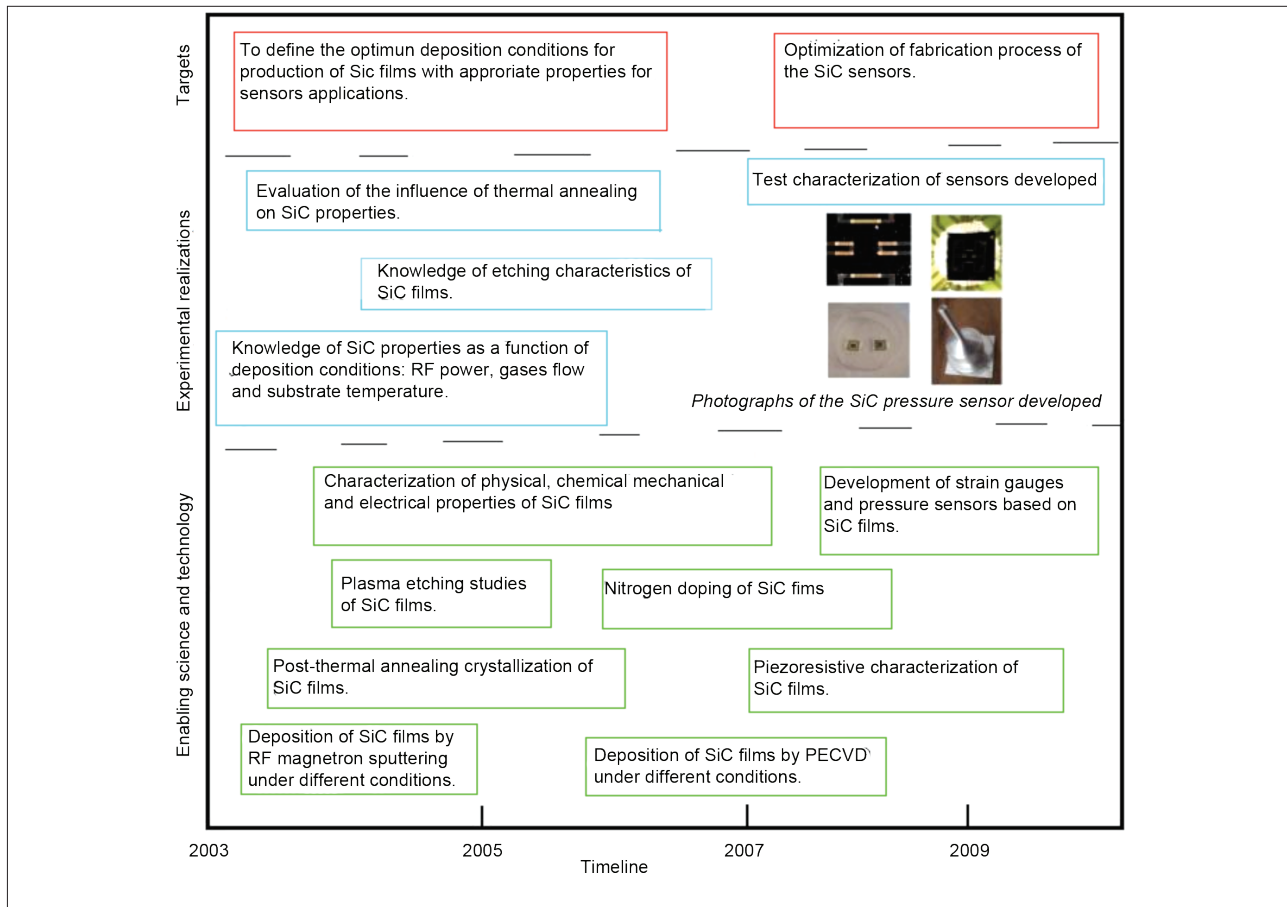 Targets
To define the optimun deposition conditions for
production of Sic films with approriate properties for
sensors applications.
Optimization of fabrication process of
the SiC sensors.
Experimental realizations
Evaluation of the influence of thermal annealing
on SiC properties.
Test characterization of sensors developed
Knowledge of etching characteristics of
SiC films.
Knowledge of SiC properties as a function of
deposition conditions: RF power, gases flow
and substrate temperature.
Photographs of the SiC pressure sensor developed
Enabling science and technology
Characterization of physical, chemical mechanical
and electrical properties of SiC films
Development of strain gauges
and pressure sensors based on
SiC films.
Plasma etching studies
of SiC films.
Nitrogen doping of SiC fims
Post-thermal annealing crystallization of
SiC films.
Piezoresistive characterization of
SiC films.
Deposition of SiC films by
RF magnetron sputtering
under different conditions.
Deposition of SiC films by PECVD
under different conditions.
2003
2005
2007
2009
Timeline